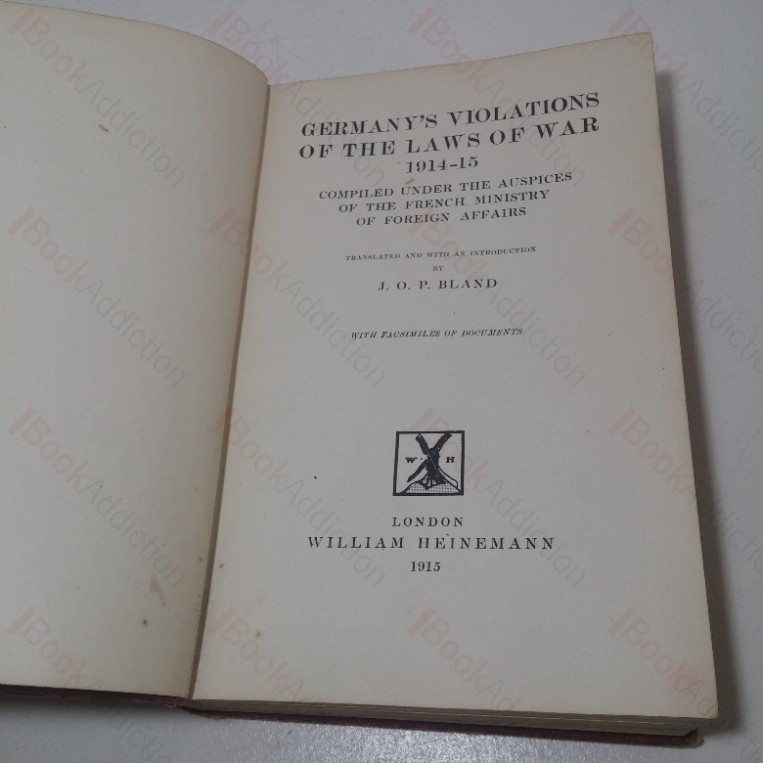 GERMANY'S VIOLATIONS
OF THE LAWS OF WAR
1914-15
COMPILED UNDER THE AUSPICES
OF THE FRENCH MINISTRY
OF FOREIGN AFFAIRS
TRANSLATED AND WITH AN INTRODUCTION
BY
J. O. P. BLAND
WITH FACSIMILES OF DOCUMENTS
W H
LONDON
WILLIAM HEINEMANN
1915
BookAddiction